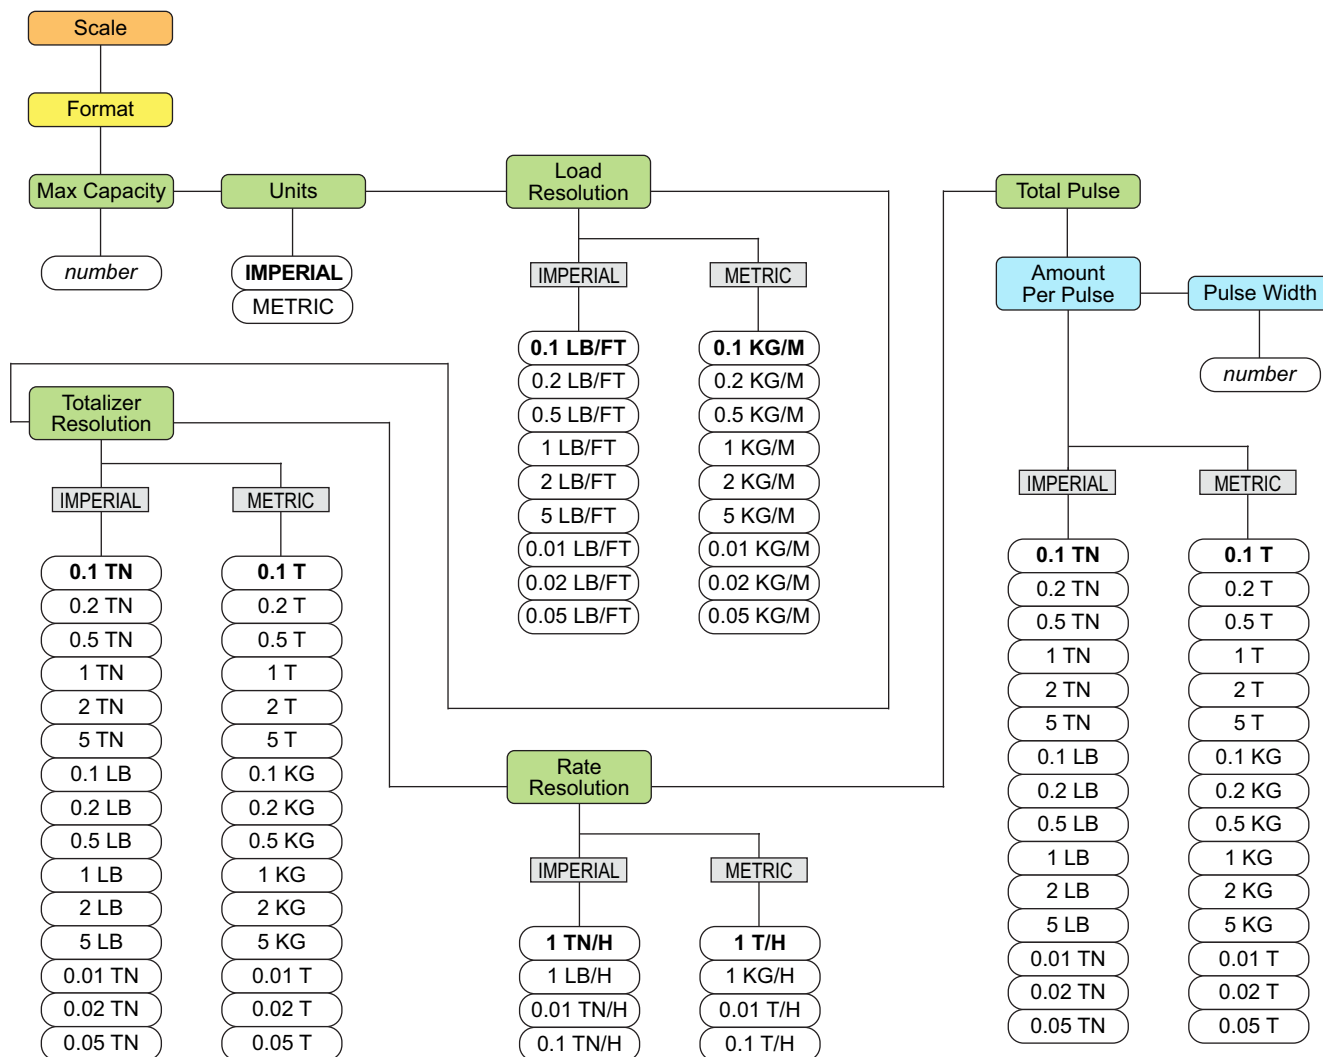 Scale
Format
Max Capacity
number
Units
IMPERIAL
METRIC
Load
Resolution
IMPERIAL
0.1 LB/FT
0.2 LB/FT
0.5 LB/FT
1 LB/FT
2 LB/FT
5 LB/FT
0.01 LB/FT
0.02 LB/FT
0.05 LB/FT
METRIC
0.1 KG/M
0.2 KG/M
0.5 KG/M
1 KG/M
2 KG/M
5 KG/M
0.01 KG/M
0.02 KG/M
0.05 KG/M
Totalizer
Resolution
IMPERIAL
0.1 TN
0.2 TN
0.5 TN
1 TN
2 TN
5 TN
0.1 LB
0.2 LB
0.5 LB
1 LB
2 LB
5 LB
0.01 TN
0.02 TN
0.05 TN
METRIC
0.1 T
0.2 T
0.5 T
1 T
2 T
5 T
0.1 KG
0.2 KG
0.5 KG
1 KG
2 KG
5 KG
0.01 T
0.02 T
0.05 T
Rate
Resolution
IMPERIAL
1 TN/H
1 LB/H
0.01 TN/H
0.1 TN/H
METRIC
1 T/H
1 KG/H
0.01 T/H
0.1 T/H
Total Pulse
Amount
Per Pulse
IMPERIAL
0.1 TN
0.2 TN
0.5 TN
1 TN
2 TN
5 TN
0.1 LB
0.2 LB
0.5 LB
1 LB
2 LB
5 LB
0.01 TN
0.02 TN
0.05 TN
METRIC
0.1 T
0.2 T
0.5 T
1 T
2 T
5 T
0.1 KG
0.2 KG
0.5 KG
1 KG
2 KG
5 KG
0.01 T
0.02 T
0.05 T
Pulse Width
number